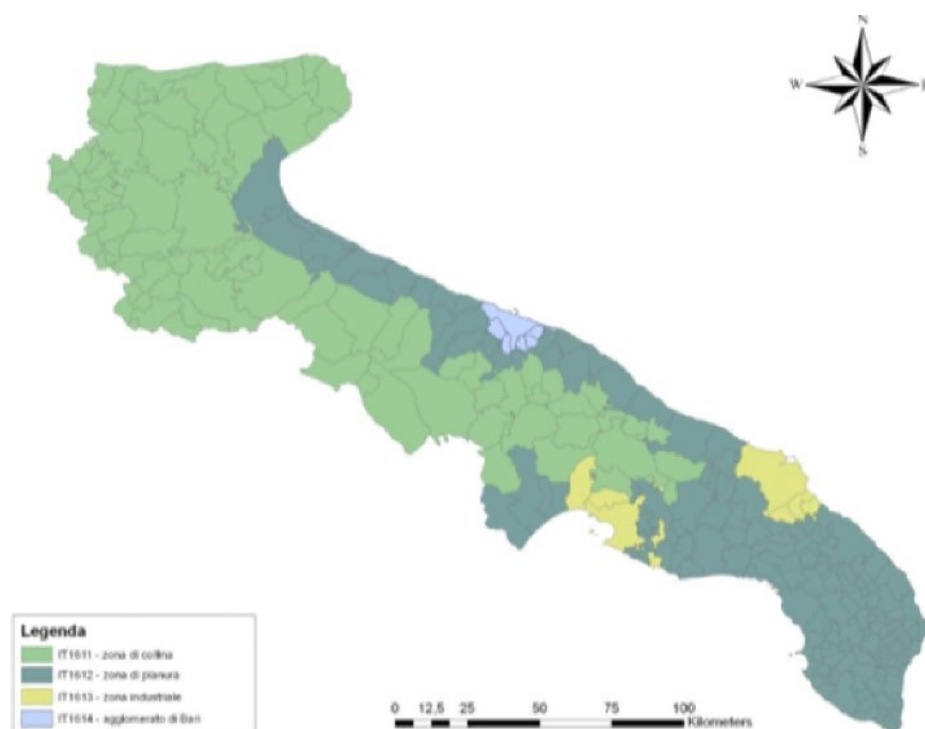 N
W
E
S
Legenda
IT1611 - zona di collina
IT1612 - zona di pianura
IT1613 - zona industriale
IT1614 - agglomerato di Bari
0 12,5 25 50 75 100
Kilometers